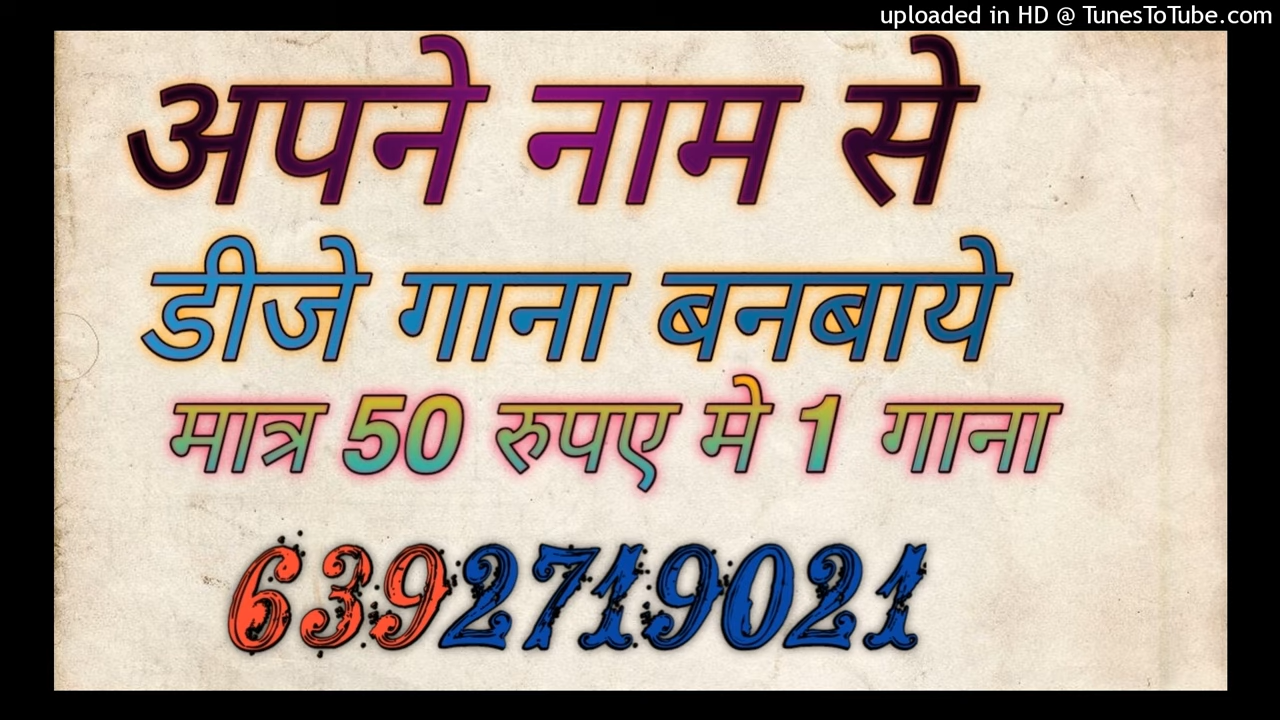 uploaded in HD @ TunesToTube.com
अपने नाम से
डीजे गाना बनबाये
मात्र 50 रुपए मे 1 गाना
6392719021